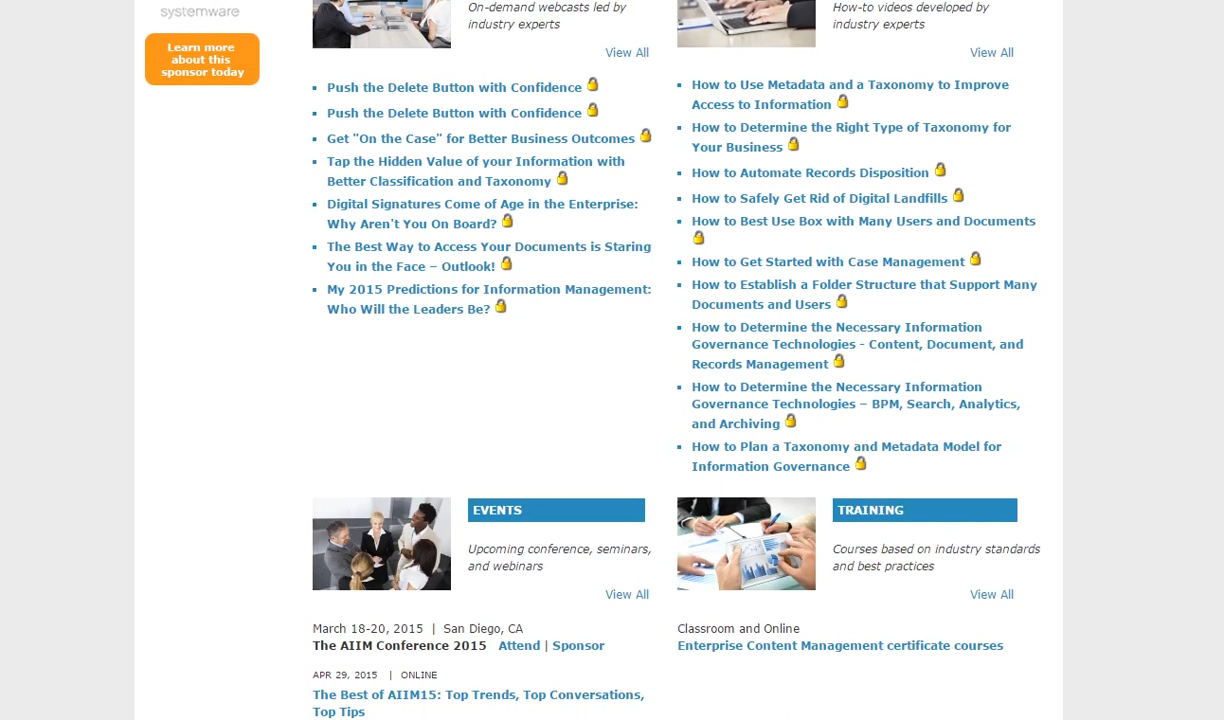 systemware
Learn more
about this
sponsor today
On-demand webcasts led by
industry experts
View All
Push the Delete Button with Confidence
Push the Delete Button with Confidence
Get "On the Case" for Better Business Outcomes
Tap the Hidden Value of your Information with
Better Classification and Taxonomy
Digital Signatures Come of Age in the Enterprise:
Why Aren't You On Board?
The Best Way to Access Your Documents is Staring
You in the Face – Outlook!
My 2015 Predictions for Information Management:
Who Will the Leaders Be?
How-to videos developed by
industry experts
View All
How to Use Metadata and a Taxonomy to Improve
Access to Information
How to Determine the Right Type of Taxonomy for
Your Business
How to Automate Records Disposition
How to Safely Get Rid of Digital Landfills
How to Best Use Box with Many Users and Documents
How to Get Started with Case Management
How to Establish a Folder Structure that Support Many
Documents and Users
How to Determine the Necessary Information
Governance Technologies - Content, Document, and
Records Management
How to Determine the Necessary Information
Governance Technologies – BPM, Search, Analytics,
and Archiving
How to Plan a Taxonomy and Metadata Model for
Information Governance
EVENTS
Upcoming conference, seminars,
and webinars
View All
March 18-20, 2015 | San Diego, CA
The AIIM Conference 2015 Attend | Sponsor
APR 29, 2015 | ONLINE
The Best of AIIM15: Top Trends, Top Conversations,
Top Tips
TRAINING
Courses based on industry standards
and best practices
View All
Classroom and Online
Enterprise Content Management certificate courses